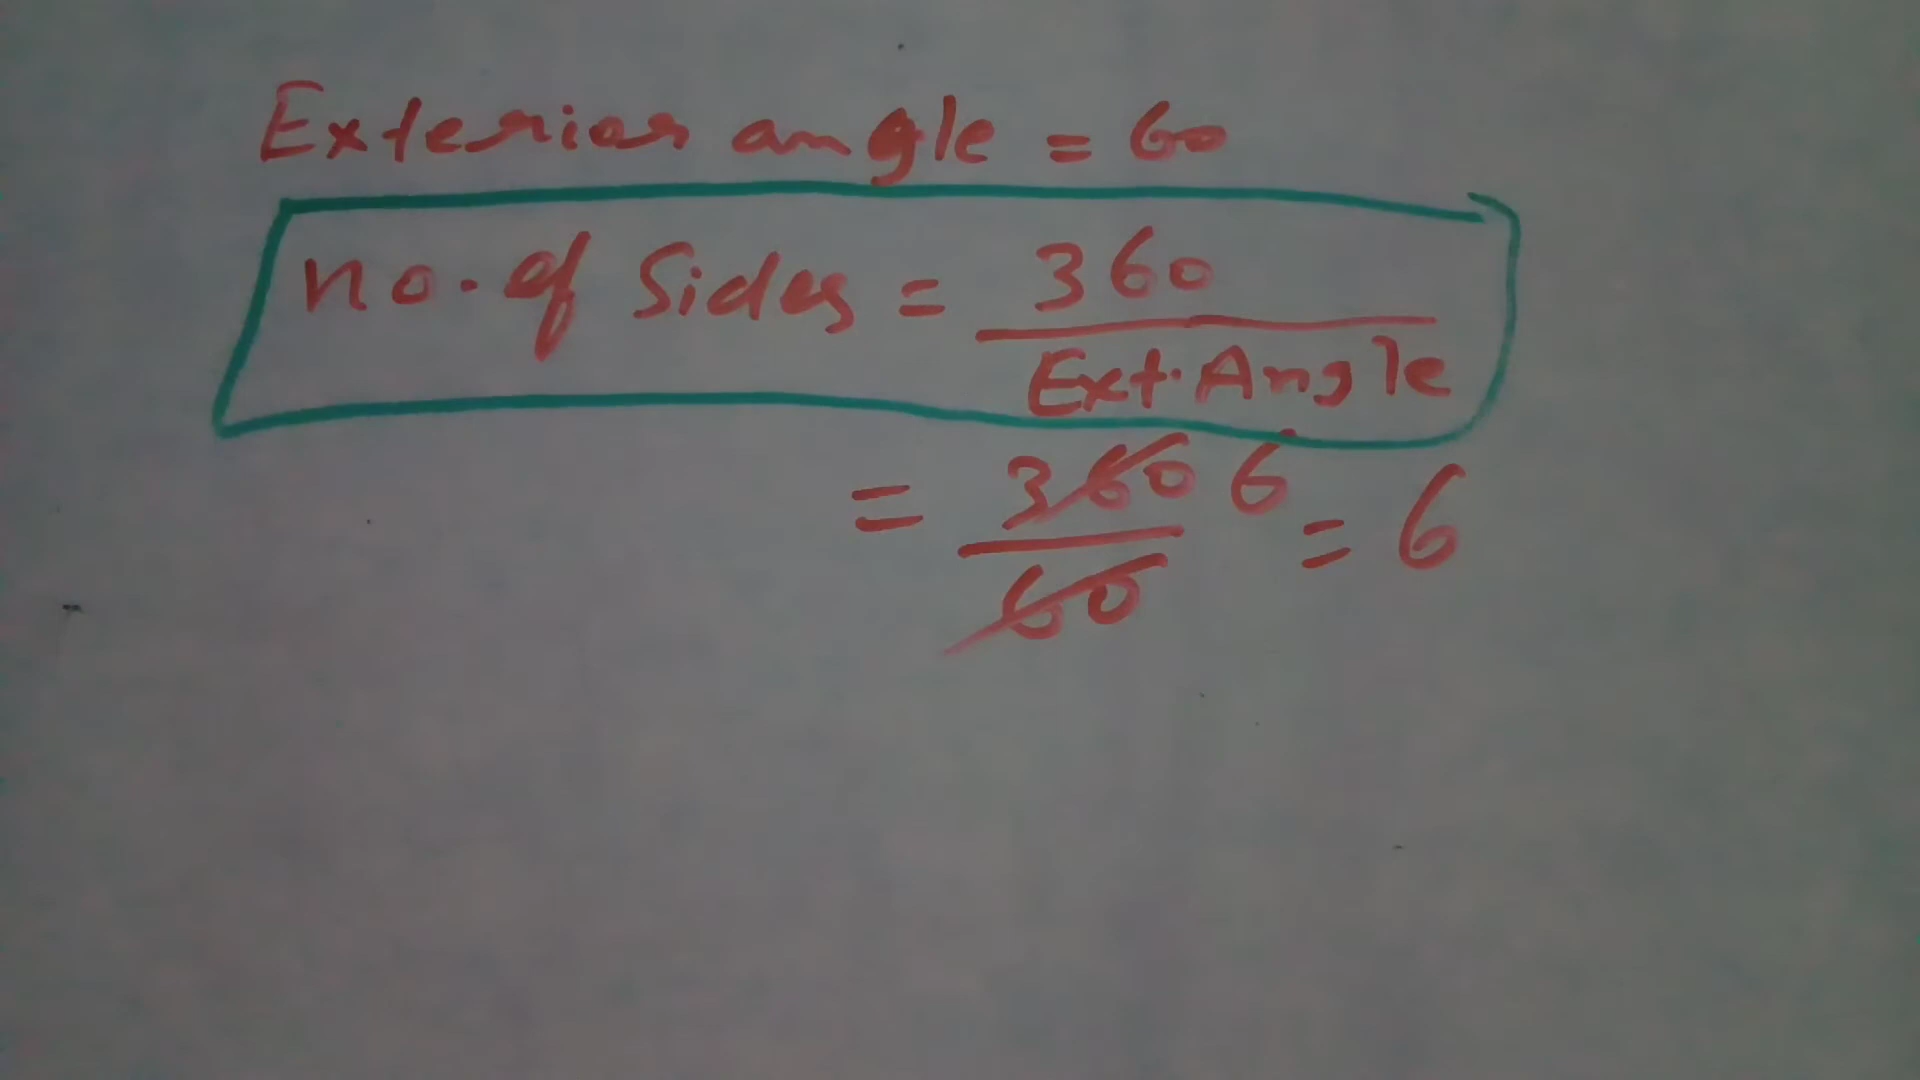 Exterior angle = 60
no. of Sides = 360
Ext. Angle
= 360 6 = 6
60